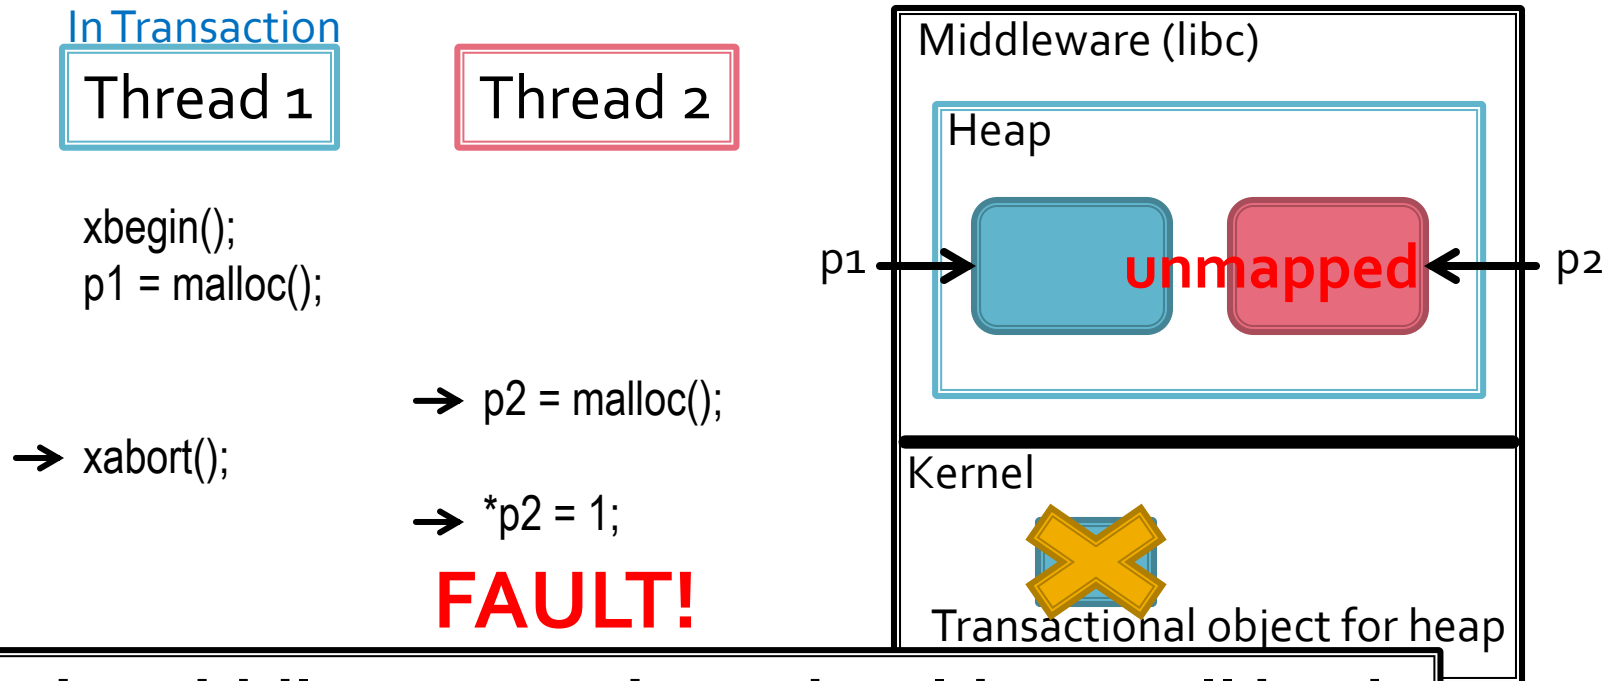 In Transaction
Thread 1
Thread 2
xbegin();
p1 = malloc();
p2 = malloc();
xabort();
*p2 = 1;
FAULT!
Middleware (libc)
Heap
p1
unmapped
p2
Kernel
Transactional object for heap